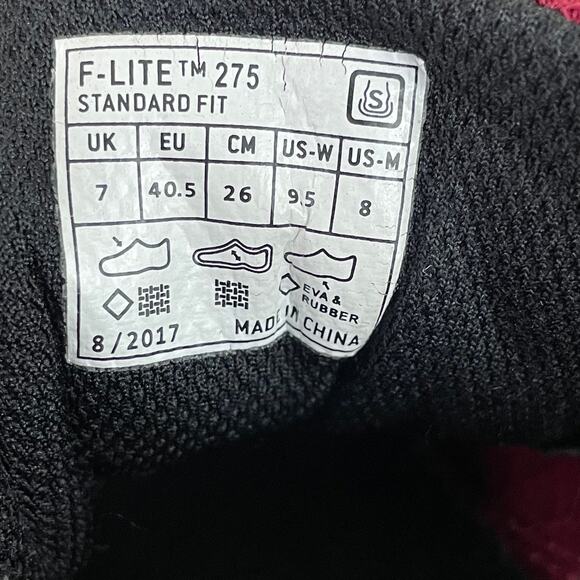 F-LITE™ 275
STANDARD FIT
S
UK EU CM US-W US-M
7 40.5 26 9.5 8
EVA &
RUBBER
8/2017 MADE IN CHINA